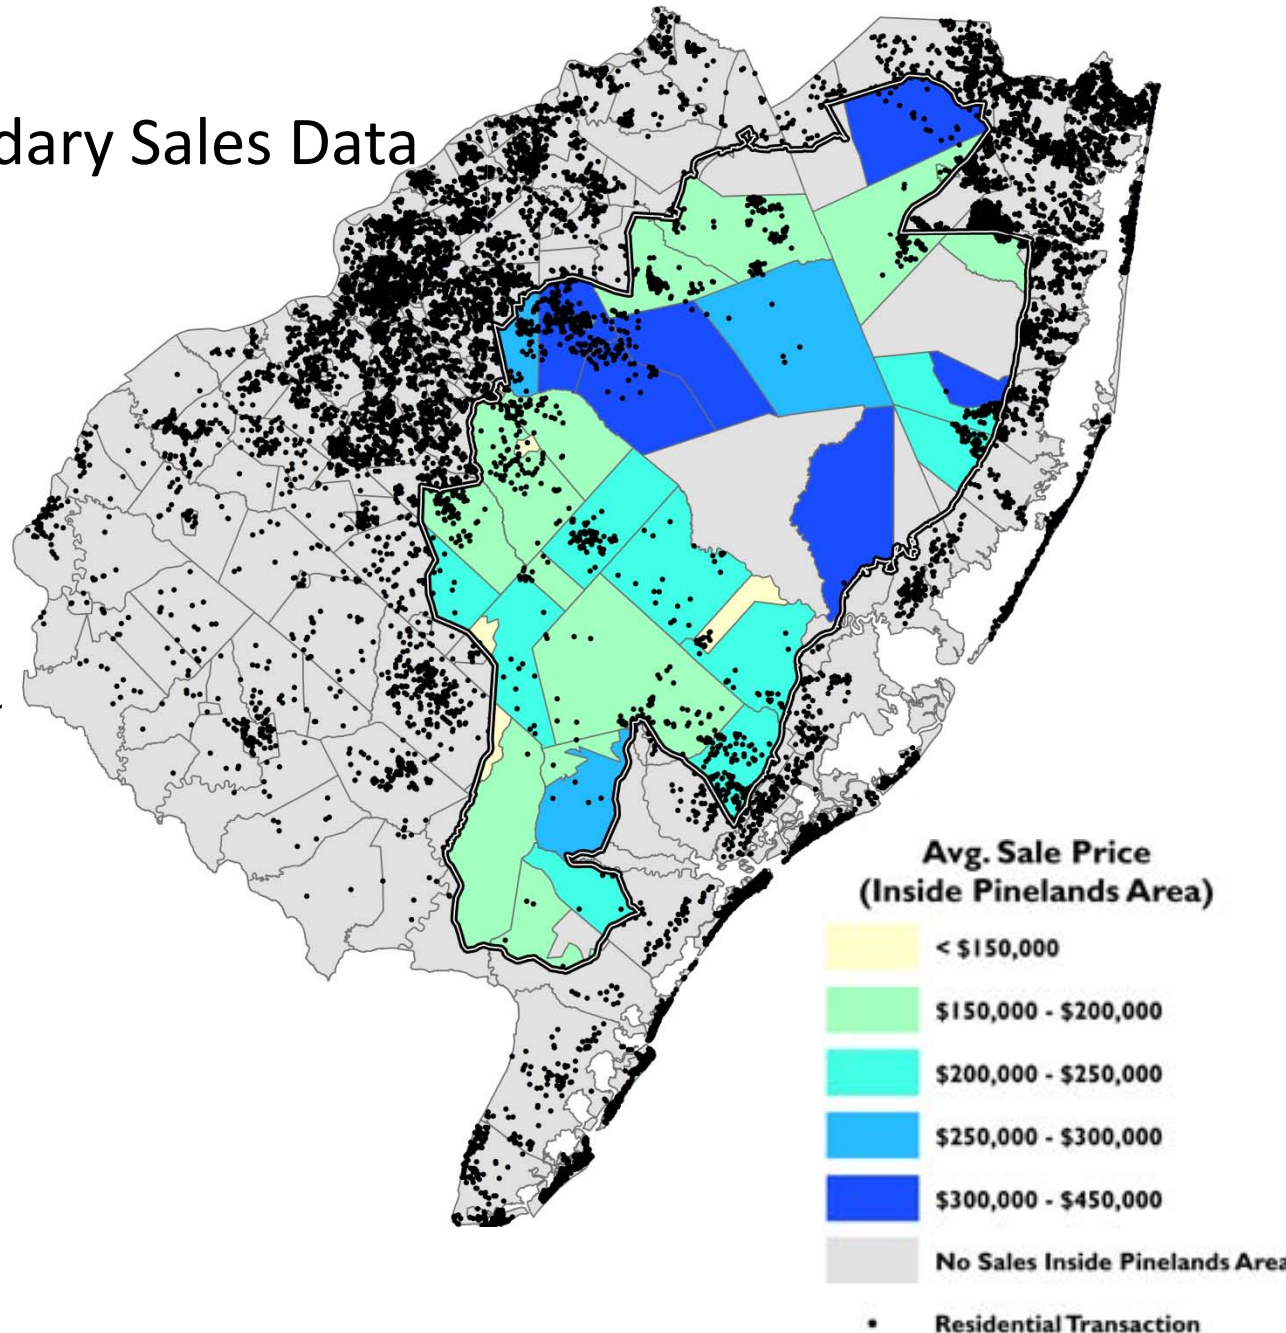 dary Sales Data
Avg. Sale Price
(Inside Pinelands Area)
< $150,000
$150,000 - $200,000
$200,000 - $250,000
$250,000 - $300,000
$300,000 - $450,000
No Sales Inside Pinelands Area
Residential Transaction